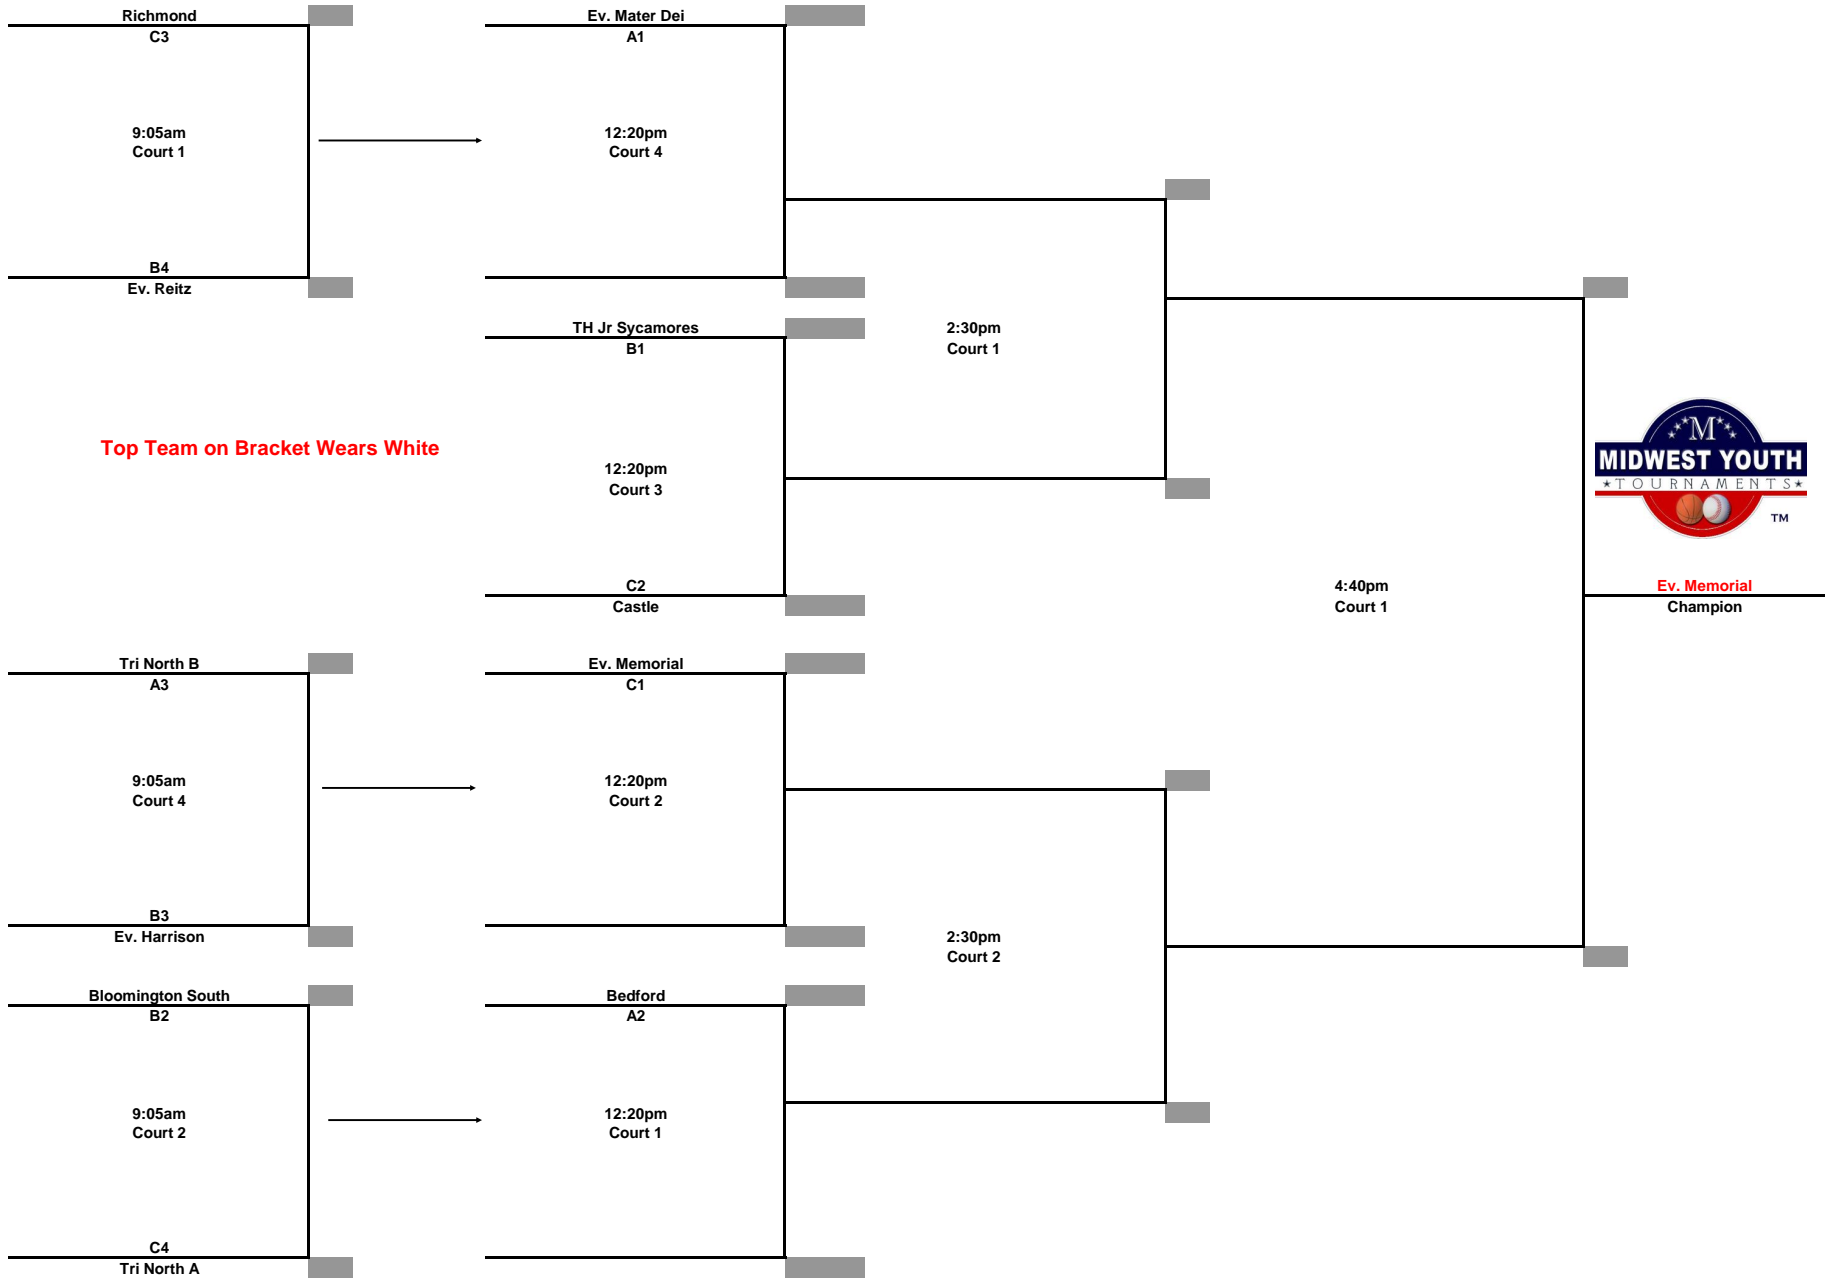 Richmond
C3
9:05am
Court 1
B4
Ev. Reitz
Ev. Mater Dei
A1
12:20pm
Court 4
TH Jr Sycamores
B1
12:20pm
Court 3
C2
Castle
2:30pm
Court 1
Top Team on Bracket Wears White
Tri North B
A3
9:05am
Court 4
B3
Ev. Harrison
Ev. Memorial
C1
12:20pm
Court 2
Bloomington South
B2
9:05am
Court 2
C4
Tri North A
Bedford
A2
12:20pm
Court 1
2:30pm
Court 2
4:40pm
Court 1
M
MIDWEST YOUTH
TOURNAMENTS
TM
Ev. Memorial
Champion